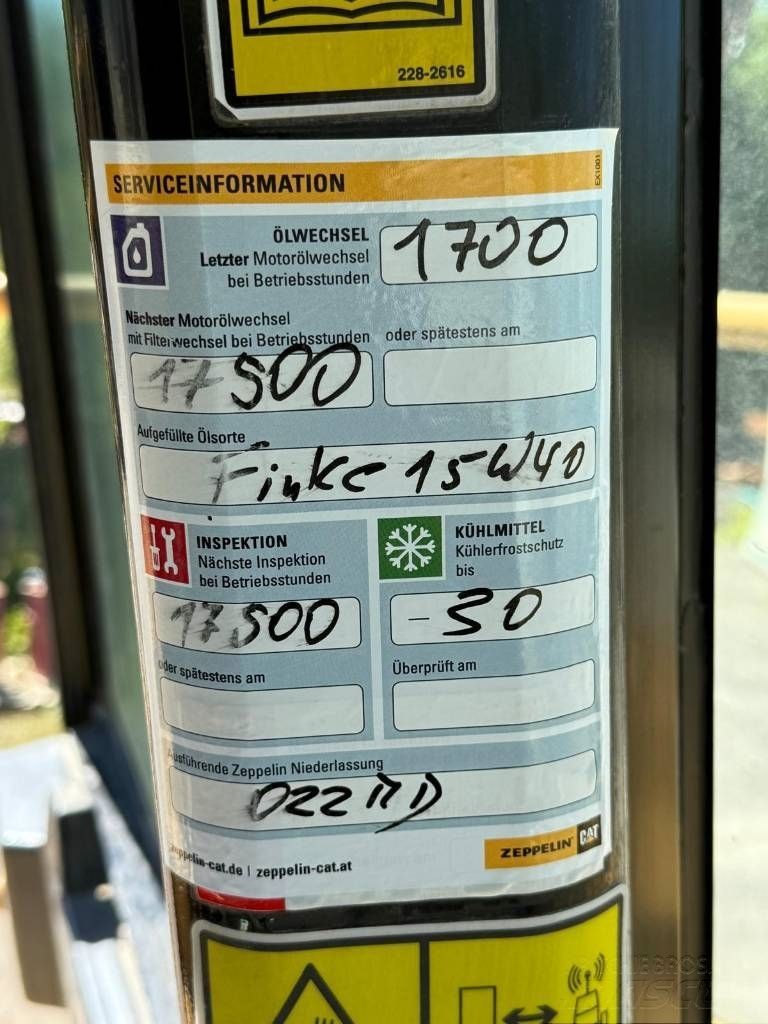 228-2616
SERVICEINFORMATION
EX1001
ÖLWECHSEL
Letzter Motorölwechsel
bei Betriebsstunden
1700
Nächster Motorölwechsel
mit Filterwechsel bei Betriebsstunden
oder spätestens am
17500
Aufgefüllte Ölsorte
Finke 15W40
INSPEKTION
Nächste Inspektion
bei Betriebsstunden
17500
KÜHLMITTEL
Kühlerfrostschutz
bis
-30
oder spätestens am
Überprüft am
Ausführende Zeppelin Niederlassung
zeppelin-cat.de | zeppelin-cat.at
ZEPPELIN CAT